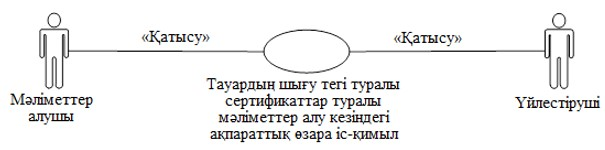 «Қатысу»
«Қатысу»
Мәліметтер
алушы
Тауардың шығу тегі туралы
сертификаттар туралы
мәліметтер алу кезіндегі
ақпараттық өзара іс-қимыл
Үйлестіруші